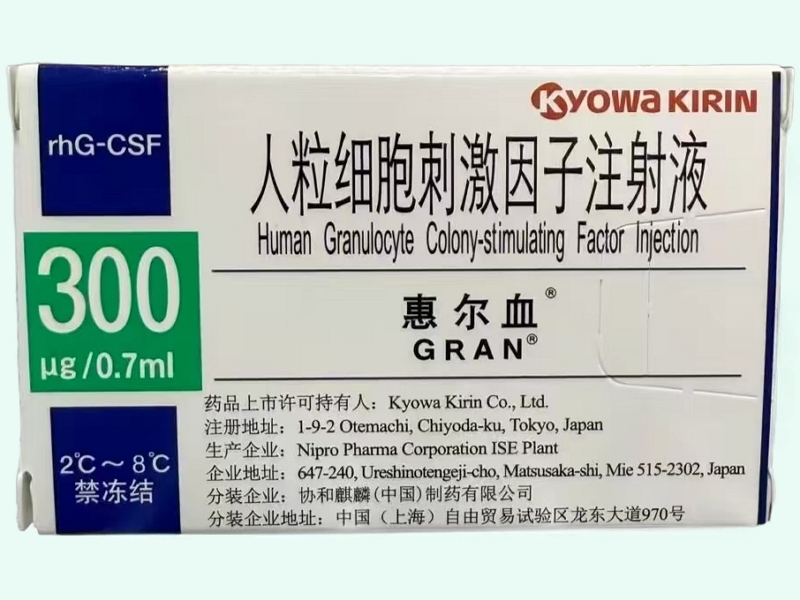 KYOWA KIRIN
rhG-CSF
人粒细胞刺激因子注射液
Human Granulocyte Colony-stimulating Factor Injection
300
µg/0.7ml
惠尔血®
GRAN®
药品上市许可持有人：Kyowa Kirin Co., Ltd.
注册地址：1-9-2 Otemachi, Chiyoda-ku, Tokyo, Japan
生产企业：Nipro Pharma Corporation ISE Plant
企业地址：647-240, Ureshinotengeji-cho, Matsusaka-shi, Mie 515-2302, Japan
分装企业：协和麒麟(中国)制药有限公司
分装企业地址：中国（上海）自由贸易试验区龙东大道970号
2℃～8℃
禁冻结